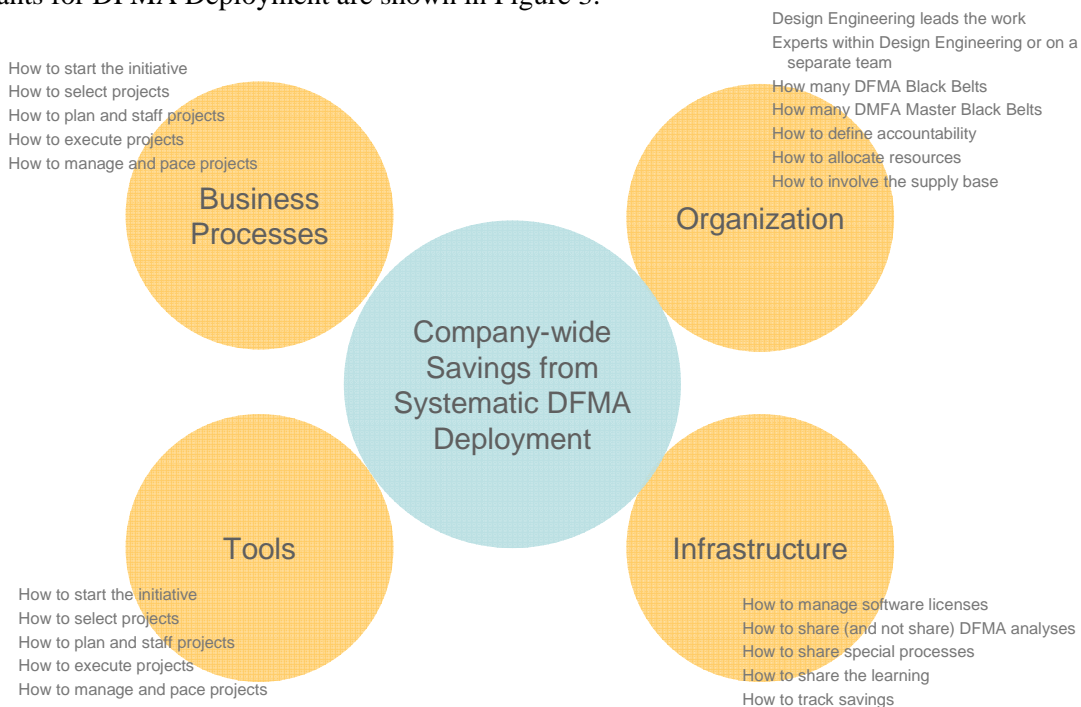 ants for DFMA Deployment are shown in Figure 3.
Design Engineering leads the work
Experts within Design Engineering or on a
separate team
How many DFMA Black Belts
How many DMFA Master Black Belts
How to define accountability
How to allocate resources
How to involve the supply base
How to start the initiative
How to select projects
How to plan and staff projects
How to execute projects
How to manage and pace projects
Business
Processes
Organization
Company-wide
Savings from
Systematic DFMA
Deployment
Tools
Infrastructure
How to start the initiative
How to select projects
How to plan and staff projects
How to execute projects
How to manage and pace projects
How to manage software licenses
How to share (and not share) DFMA analyses
How to share special processes
How to share the learning
How to track savings